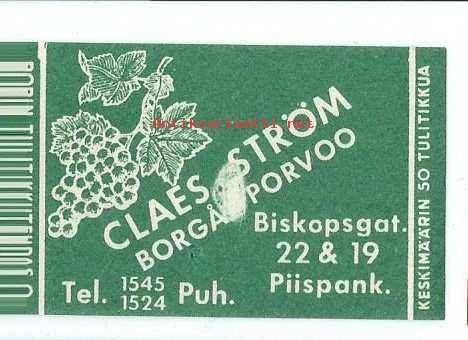 CLAES STRÖM
BORGÅ PORVOO
Biskopsgat.
22 & 19
Piispank.
Tel. 1545 1524 Puh.
KESKIMÄÄRIN 50 TULITIKKUA
PORIN TULITIKKUTEHDAS O